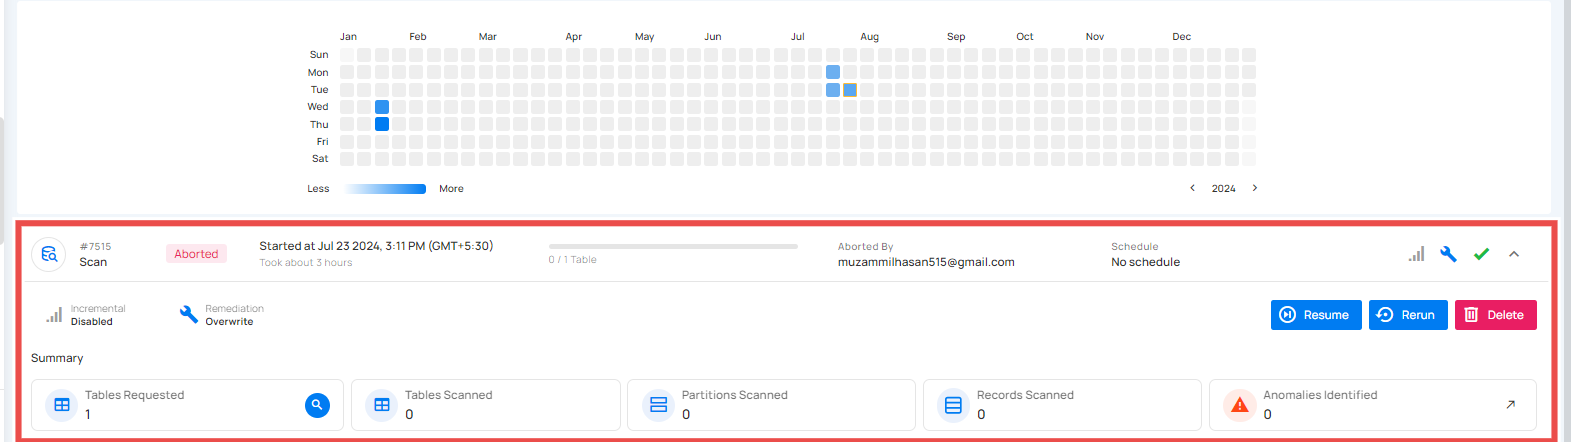 Jan Feb Mar Apr May Jun Jul Aug Sep Oct Nov Dec
Sun
Mon
Tue
Wed
Thu
Fri
Sat
Less More 2024
#7515
Scan
Aborted
Started at Jul 23 2024, 3:11 PM (GMT+5:30)
Took about 3 hours
0 / 1 Table
Aborted By
muzammilhasan515@gmail.com
Schedule
No schedule
Incremental
Disabled
Remediation
Overwrite
Resume
Rerun
Delete
Summary
Tables Requested
1
Tables Scanned
0
Partitions Scanned
0
Records Scanned
0
Anomalies Identified
0